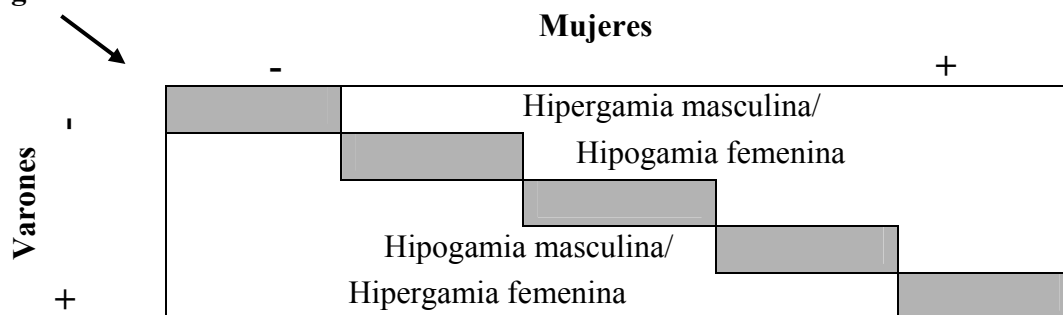 Mujeres
- +
Hipergamia masculina/
-
Hipogamia femenina
Varones
Hipogamia masculina/
+
Hipergamia femenina